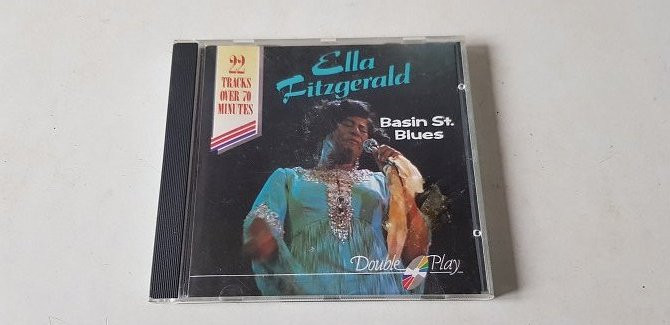 22
TRACKS
OVER 70
MINUTES
Ella
Fitzgerald
Basin St.
Blues
Double Play